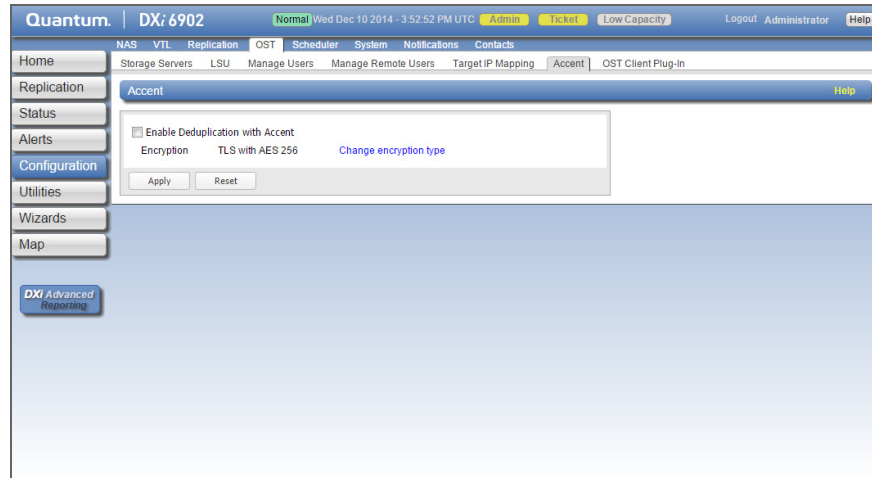 Quantum. DXi 6902 Normal Wed Dec 10 2014 - 3:52:52 PM UTC Admin Ticket Low Capacity Logout Administrator Help
NAS VTL Replication OST Scheduler System Notifications Contacts
Storage Servers LSU Manage Users Manage Remote Users Target IP Mapping Accent OST Client Plug-In
Home
Replication
Status
Alerts
Configuration
Utilities
Wizards
Map
DXi Advanced
Reporting
Accent Help
Enable Deduplication with Accent
Encryption TLS with AES 256 Change encryption type
Apply Reset